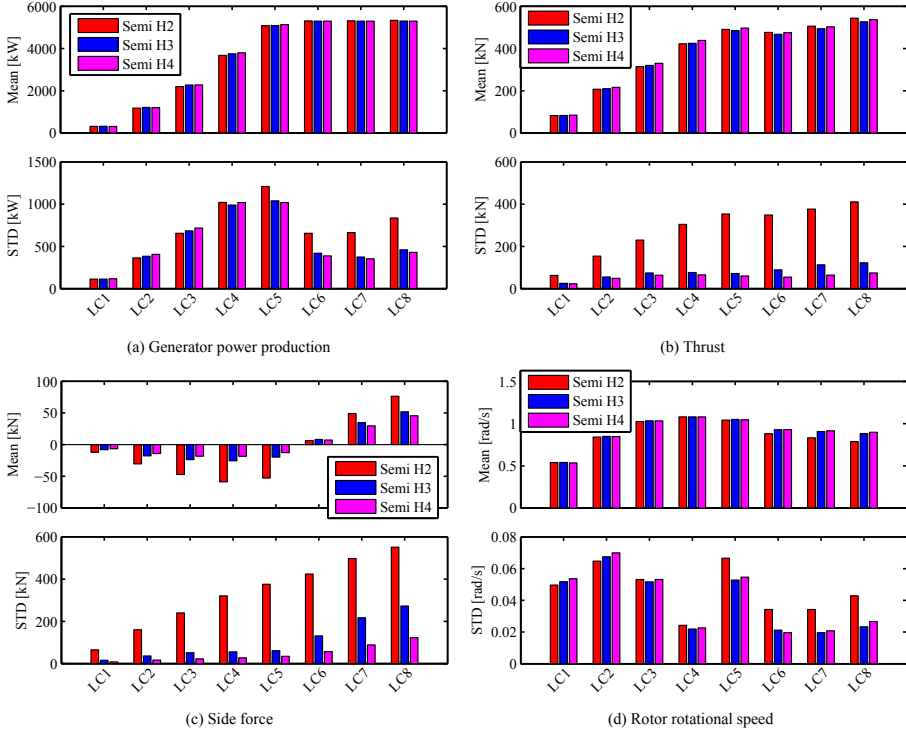 6000
4000
2000
0
Mean [kW]
Semi H2
Semi H3
Semi H4
1500
1000
500
0
STD [kW]
LC1 LC2 LC3 LC4 LC5 LC6 LC7 LC8
(a) Generator power production
600
400
200
0
Mean [kN]
Semi H2
Semi H3
Semi H4
600
400
200
0
STD [kN]
LC1 LC2 LC3 LC4 LC5 LC6 LC7 LC8
(b) Thrust
100
50
0
−50
−100
Mean [kN]
Semi H2
Semi H3
Semi H4
600
400
200
0
STD [kN]
LC1 LC2 LC3 LC4 LC5 LC6 LC7 LC8
(c) Side force
1.5
1
0.5
0
Mean [rad/s]
Semi H2
Semi H3
Semi H4
0.08
0.06
0.04
0.02
0
STD [rad/s]
LC1 LC2 LC3 LC4 LC5 LC6 LC7 LC8
(d) Rotor rotational speed